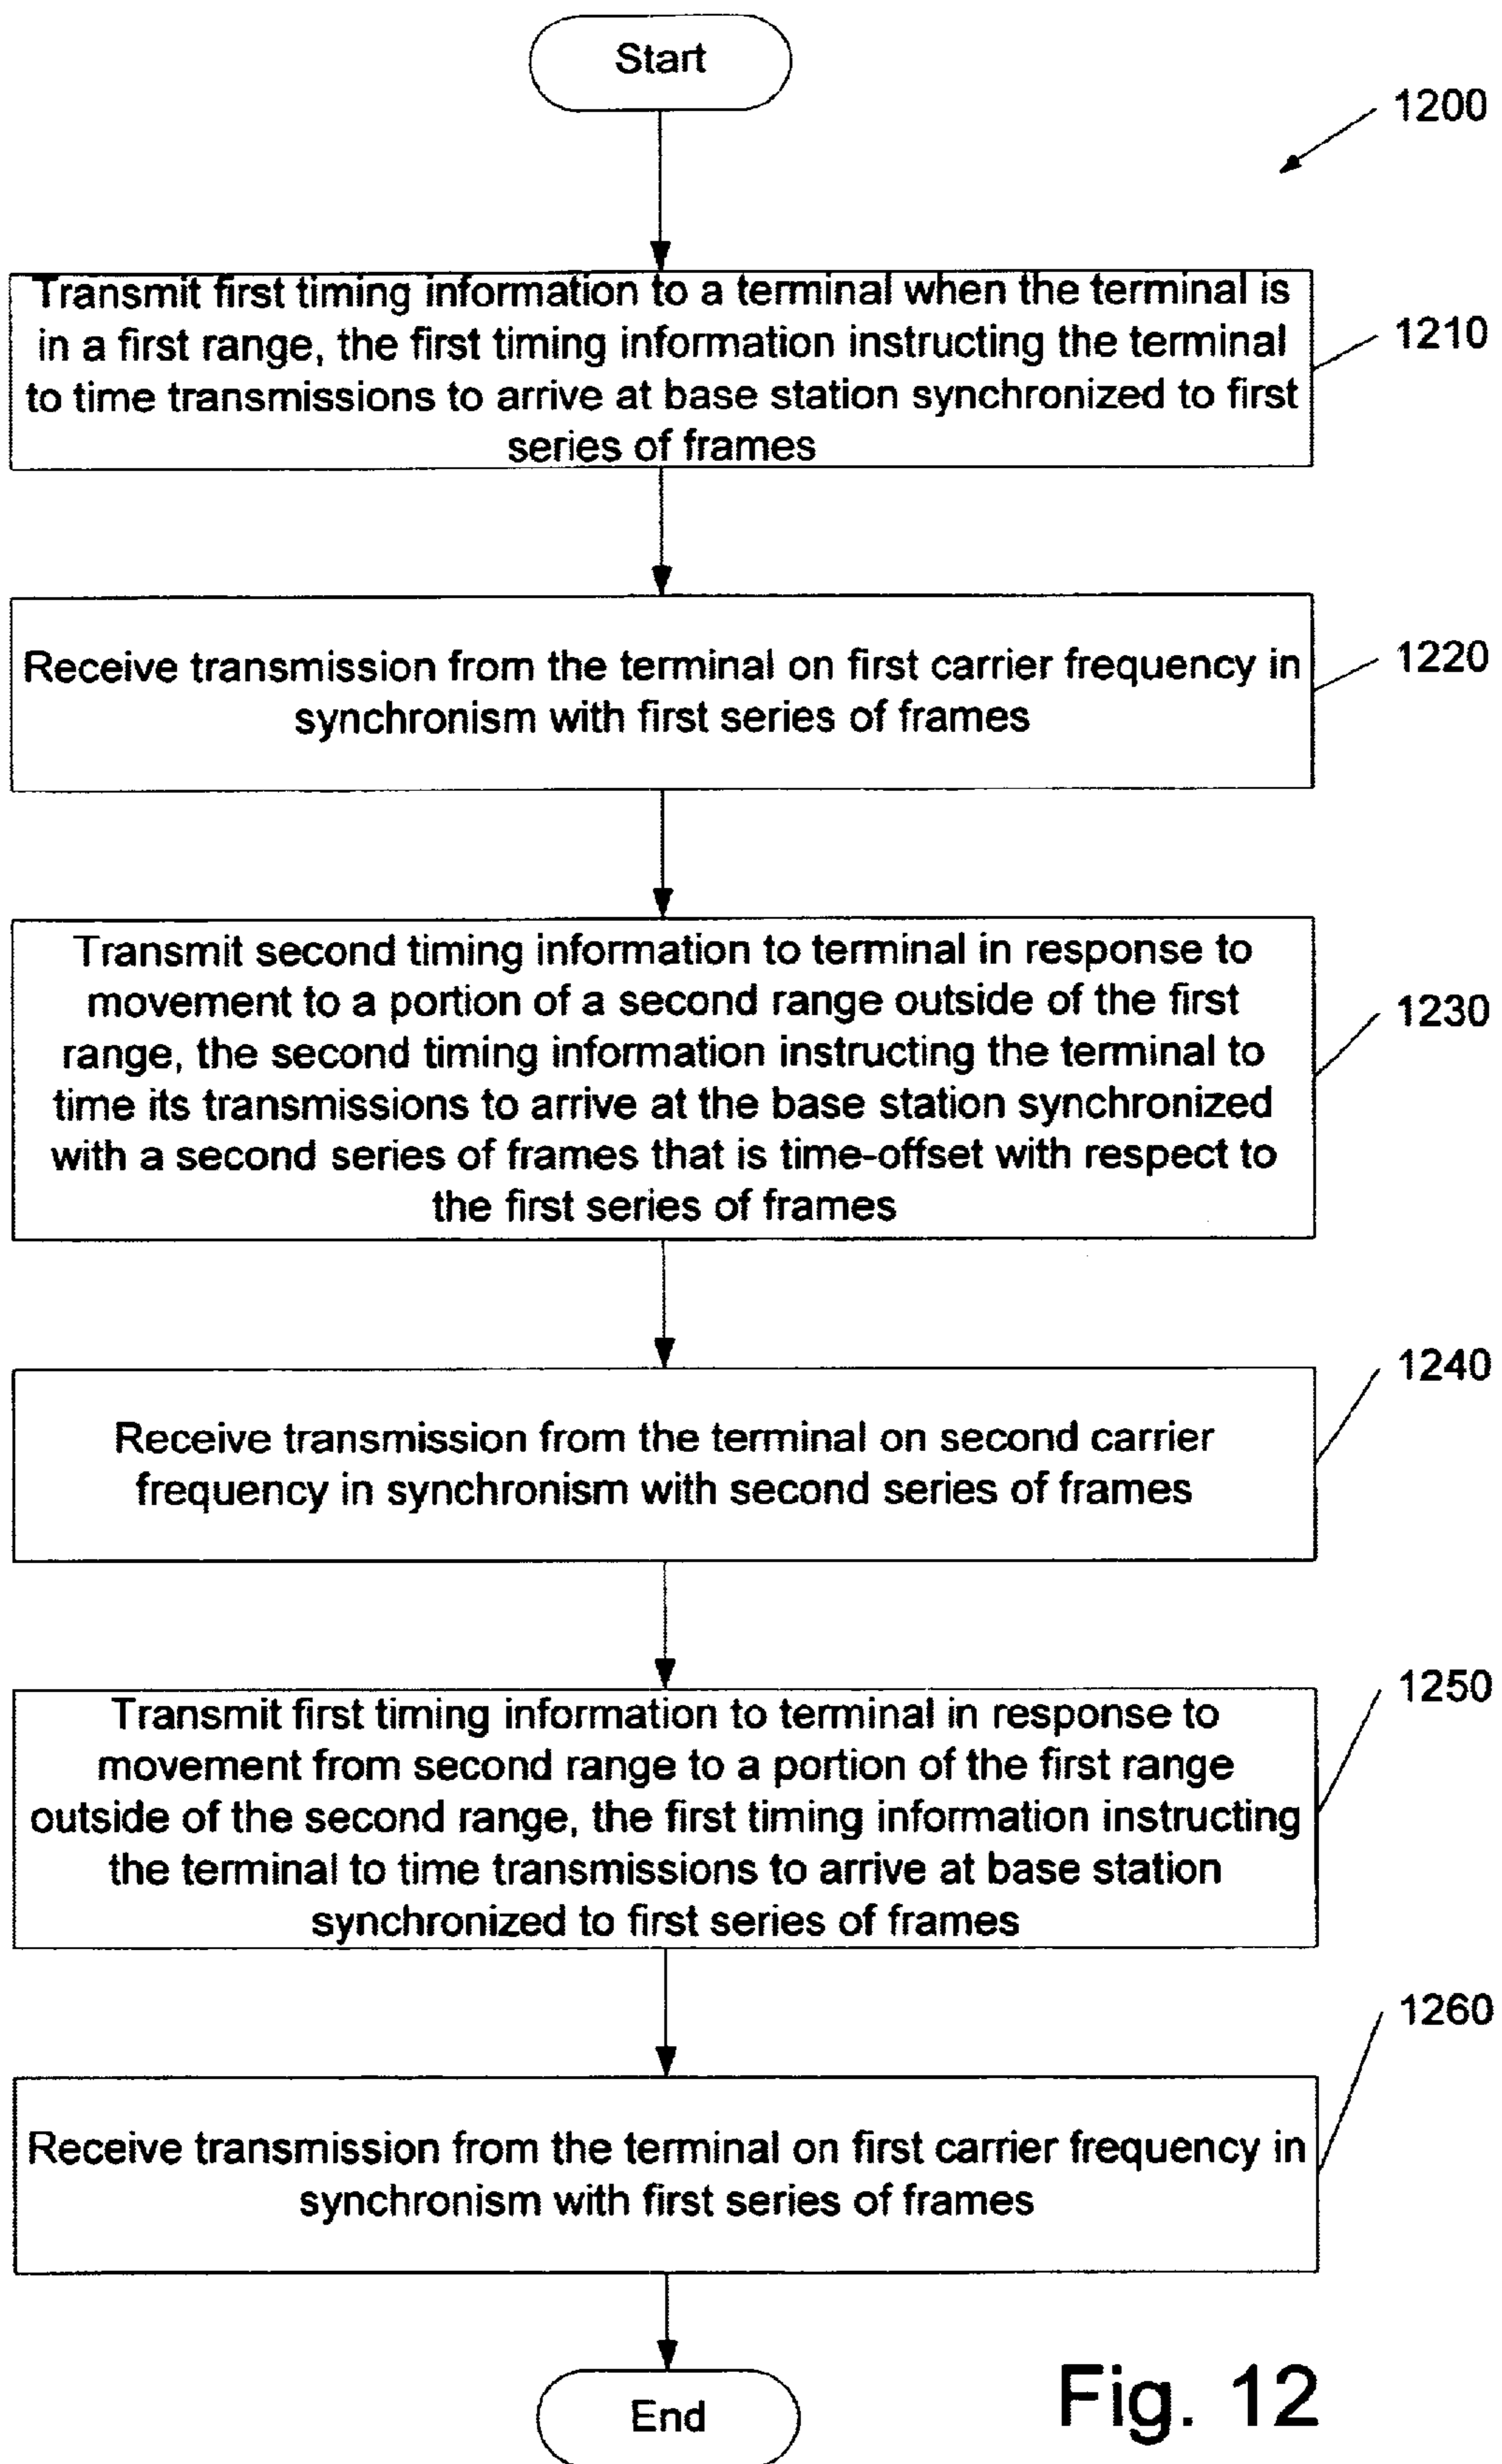 Start
1200
Transmit first timing information to a terminal when the terminal is
in a first range, the first timing information instructing the terminal
to time transmissions to arrive at base station synchronized to first
series of frames
1210
Receive transmission from the terminal on first carrier frequency in
synchronism with first series of frames
1220
Transmit second timing information to terminal in response to
movement to a portion of a second range outside of the first
range, the second timing information instructing the terminal to
time its transmissions to arrive at the base station synchronized
with a second series of frames that is time-offset with respect to
the first series of frames
1230
Receive transmission from the terminal on second carrier
frequency in synchronism with second series of frames
1240
Transmit first timing information to terminal in response to
movement from second range to a portion of the first range
outside of the second range, the first timing information instructing
the terminal to time transmissions to arrive at base station
synchronized to first series of frames
1250
Receive transmission from the terminal on first carrier frequency in
synchronism with first series of frames
1260
End
Fig. 12